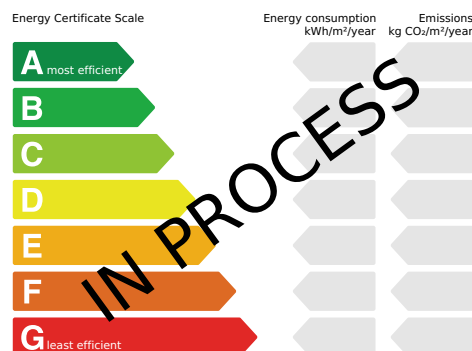 Energy Certificate Scale
Energy consumption
kWh/m²/year
Emissions
kg CO₂/m²/year
A most efficient
B
C
D
E
F
G least efficient
IN PROCESS